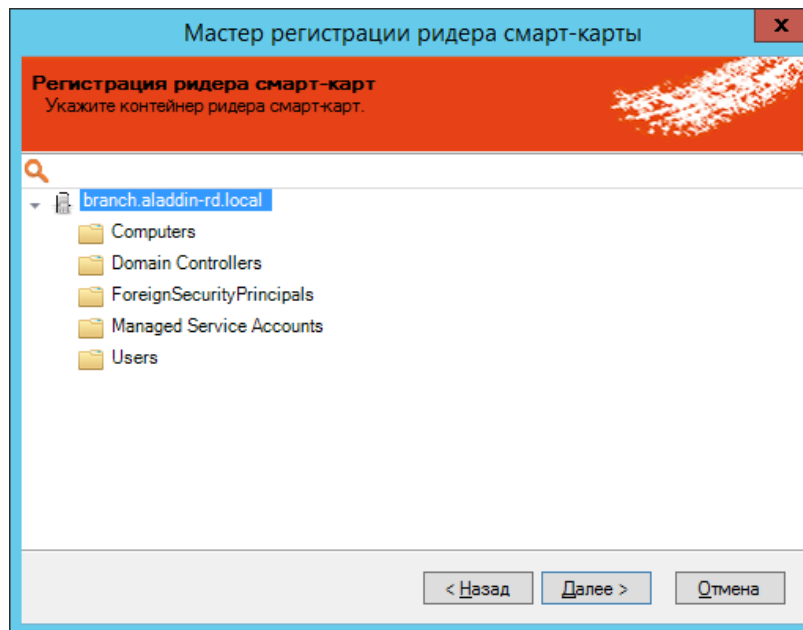 Мастер регистрации ридера смарт-карты
x
Регистрация ридера смарт-карт
Укажите контейнер ридера смарт-карт.
branch.aladdin-rd.local
Computers
Domain Controllers
ForeignSecurityPrincipals
Managed Service Accounts
Users
< Назад
Далее >
Отмена